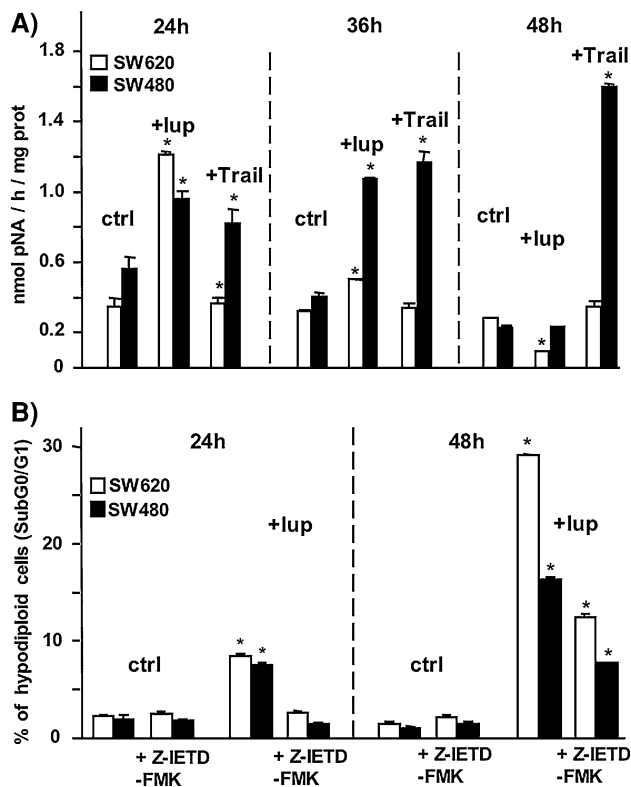 A)
24h
36h
48h
1.8
1.4
1.0
0.6
0.2
0
nmol pNA / h / mg prot
SW620
SW480
ctrl
+lup
*
*
+Trail
*
*
ctrl
+lup
*
*
+Trail
*
ctrl
+lup
*
+Trail
*
B)
24h
48h
30
20
10
0
% of hypodiploid cells (SubG0/G1)
SW620
SW480
ctrl
+lup
*
*
ctrl
+lup
*
*
*
*
+ Z-IETD
-FMK
+ Z-IETD
-FMK
+ Z-IETD
-FMK
+ Z-IETD
-FMK